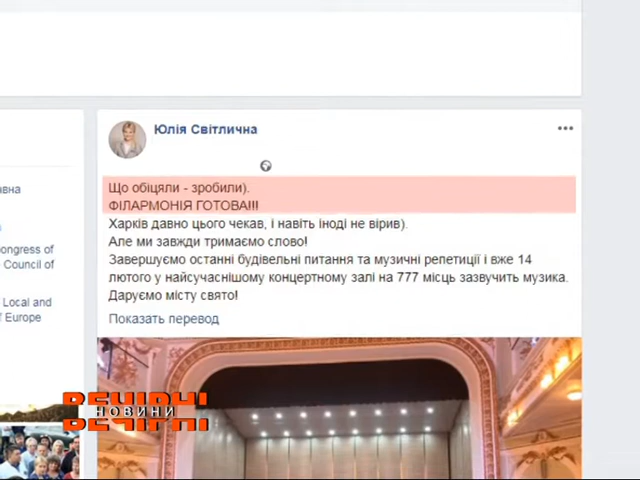 Юлія Світлична
Що обіцяли - зробили).
ФІЛАРМОНІЯ ГОТОВА!!!
Харків давно цього чекав, і навіть іноді не вірив).
Але ми завжди тримаємо слово!
Завершуємо останні будівельні питання та музичні репетиції і вже 14
лютого у найсучаснішому концертному залі на 777 місць зазвучить музика.
Даруємо місту свято!
Показать перевод
авна
ongress of
Council of
Local and
f Europe
ВЕЧІРНІ
НОВИНИ
ВЕЧІРНІ